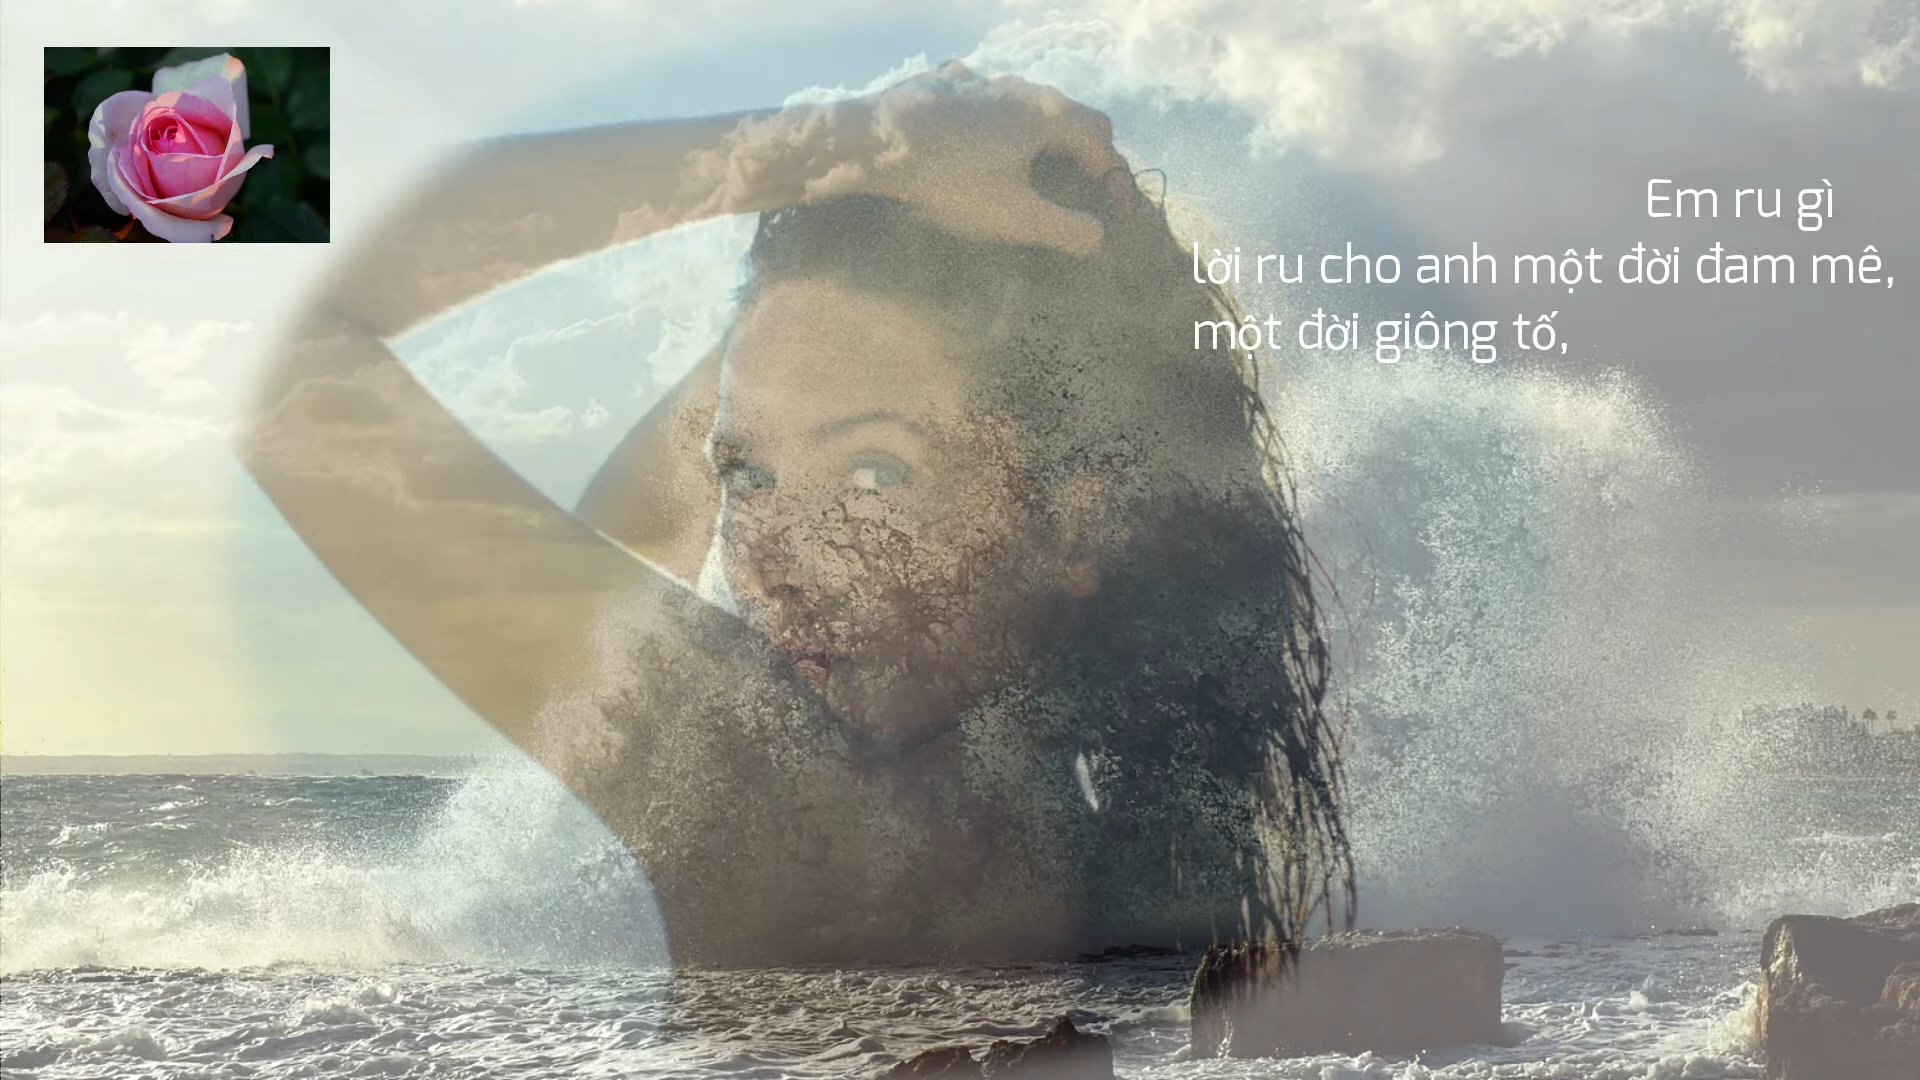 Em ru gì
lời ru cho anh một đời đam mê,
một đời giông tố,